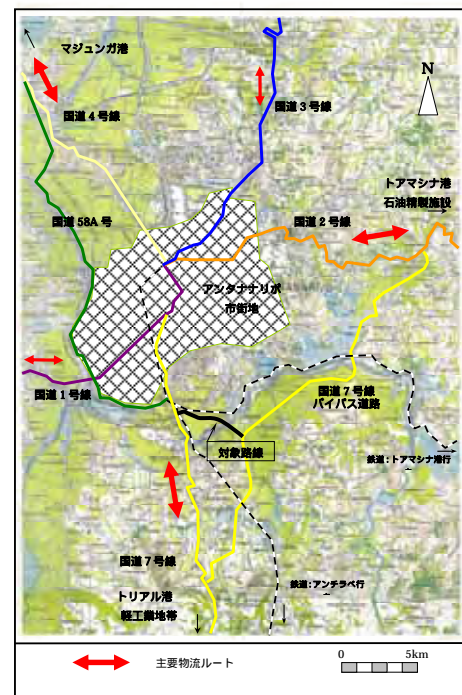 マジュンガ港
国道4号線
国道3号線
N
トアマシナ港
石油精製施設
国道58A号
国道2号線
アンタナナリボ
市街地
国道1号線
国道7号線
バイパス道路
対象路線
鉄道:トアマシナ港行
国道7号線
鉄道:アンチラベ行
トリアル港
軽工業地帯
主要物流ルート
0 5km